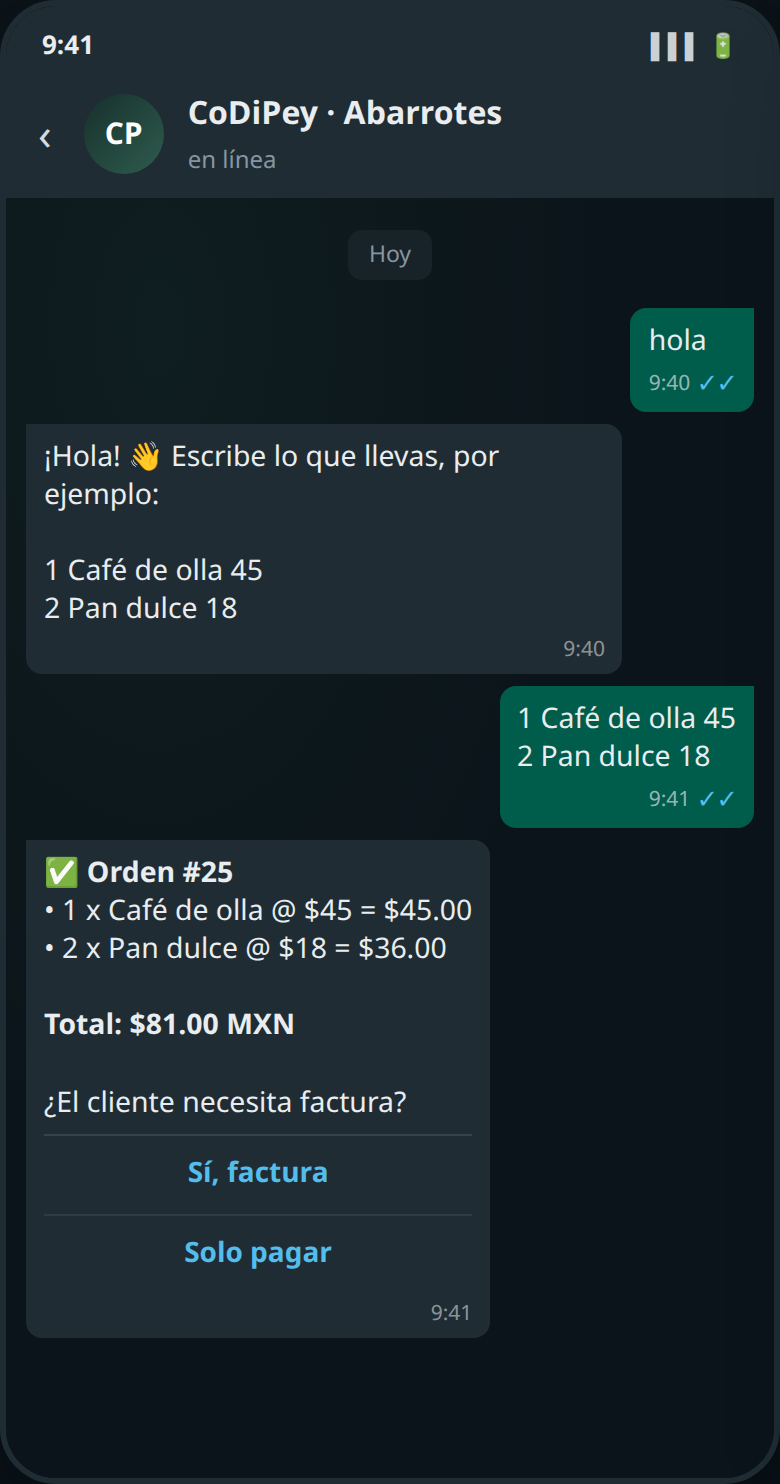 9:41
‹
CP
CoDiPey · Abarrotes
en línea
Hoy
hola
9:40 ✓✓
¡Hola! 👋 Escribe lo que llevas, por
ejemplo:
1 Café de olla 45
2 Pan dulce 18
9:40
1 Café de olla 45
2 Pan dulce 18
9:41 ✓✓
✅ Orden #25
• 1 x Café de olla @ $45 = $45.00
• 2 x Pan dulce @ $18 = $36.00
Total: $81.00 MXN
¿El cliente necesita factura?
Sí, factura
Solo pagar
9:41